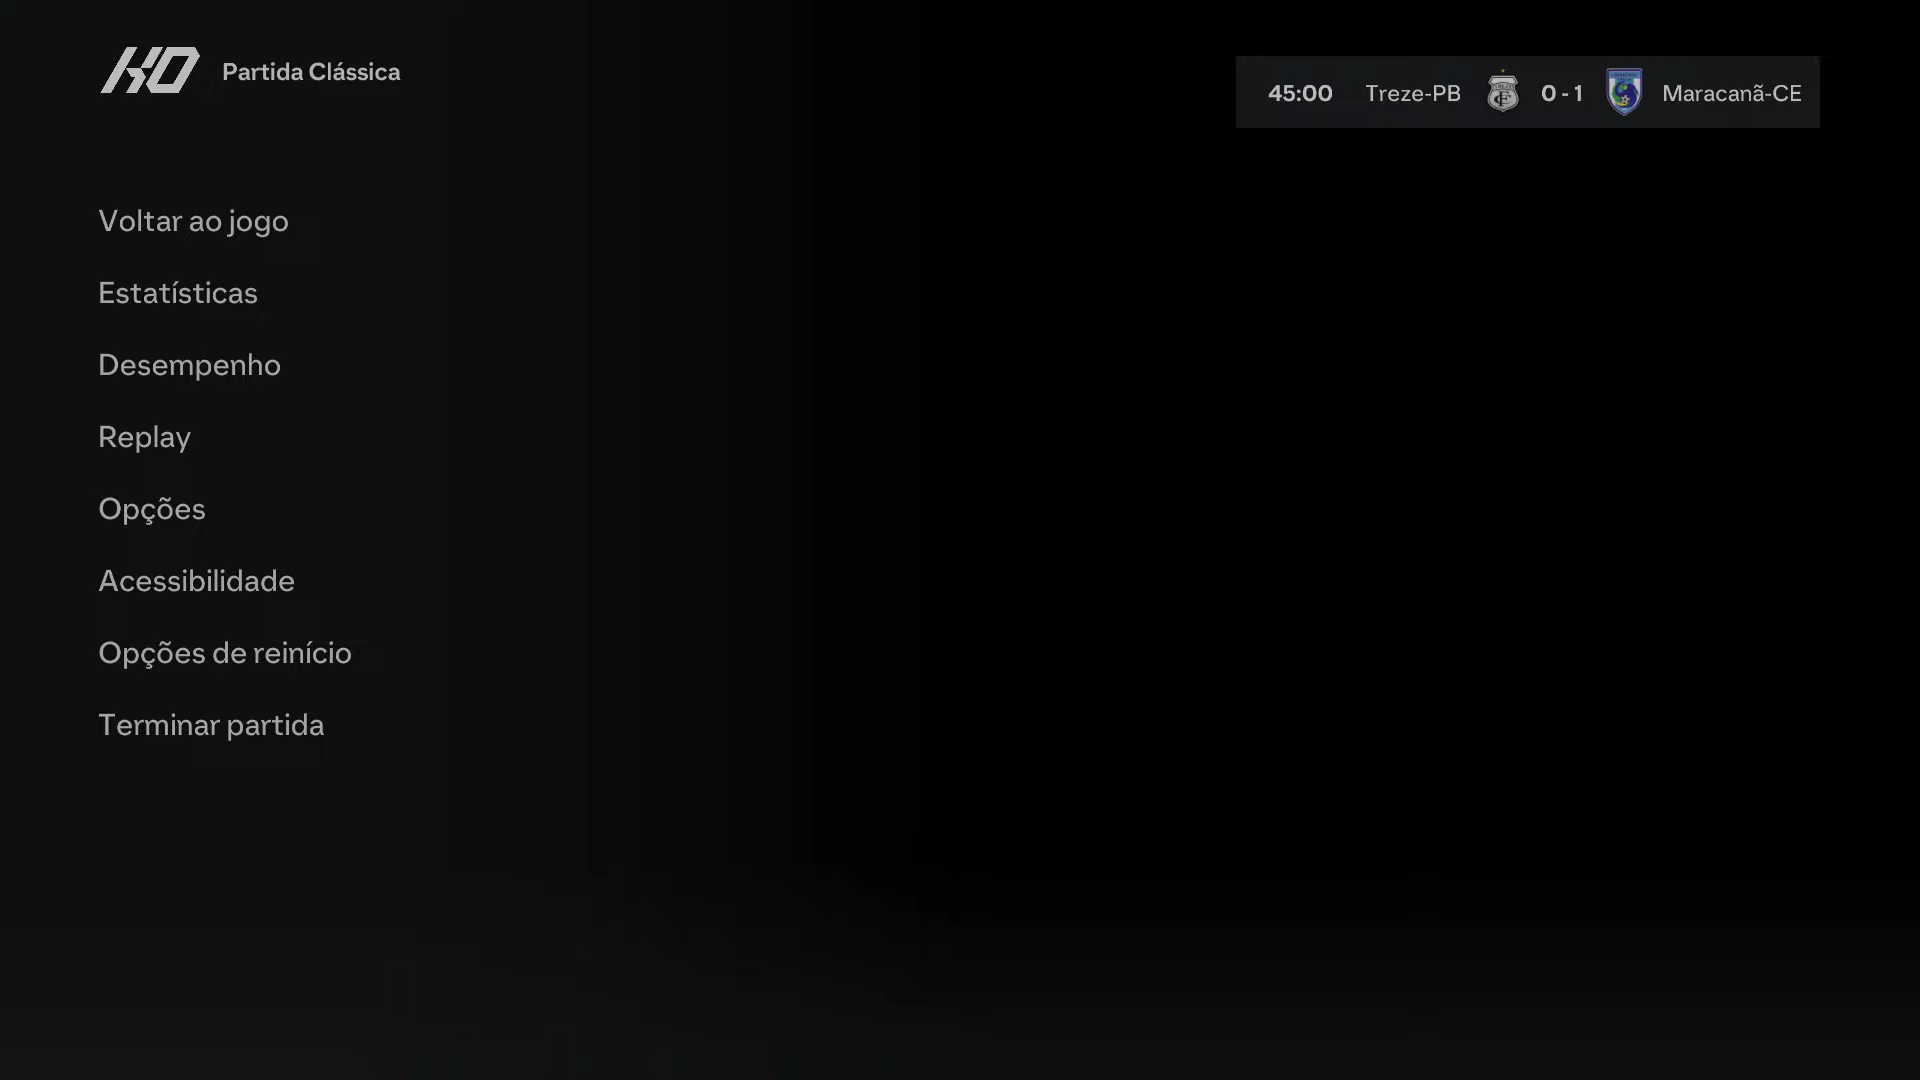 KO Partida Clássica
45:00 Treze-PB 0 - 1 Maracanã-CE
Voltar ao jogo
Estatísticas
Desempenho
Replay
Opções
Acessibilidade
Opções de reinício
Terminar partida